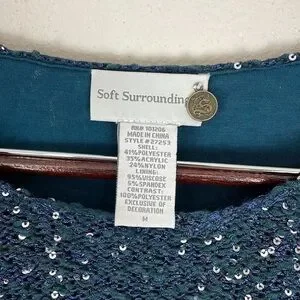 Soft Surrounding
RN# 101206
MADE IN CHINA
STYLE #27253
SHELL:
41%POLYESTER
35%ACRYLIC
24%NYLON
LINING:
95%VISCOSE
5%SPANDEX
CONTRAST:
100%POLYESTER
EXCLUSIVE OF
DECORATION
M